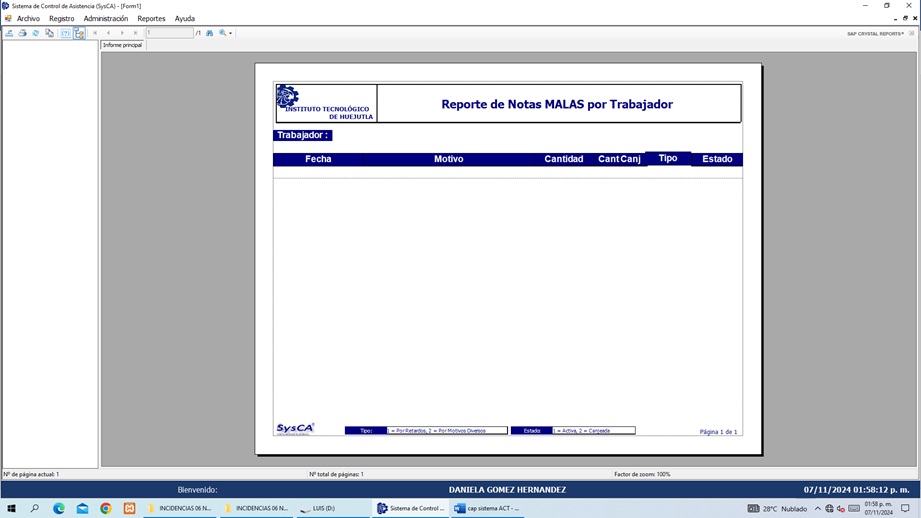 Sistema de Control de Asistencia (SysCA) - [Form1]
Archivo Registro Administración Reportes Ayuda
1 /1 SAP CRYSTAL REPORTS®
Informe principal
INSTITUTO TECNOLÓGICO
DE HUEJUTLA
Reporte de Notas MALAS por Trabajador
Trabajador :
Fecha Motivo Cantidad Cant Canj Tipo Estado
SysCA
Tipo: 1 = Por Retardos, 2 = Por Motivos Diversos Estado: 1 = Activa, 2 = Canjeada
Página 1 de 1
Nº de página actual: 1 Nº total de páginas: 1 Factor de zoom: 100%
Bienvenido: DANIELA GOMEZ HERNANDEZ 07/11/2024 01:58:12 p. m.
INCIDENCIAS 06 N... INCIDENCIAS 06 N... LUIS (D:) Sistema de Control ... cap sistema ACT - ... 28°C Nublado 01:58 p. m.
07/11/2024